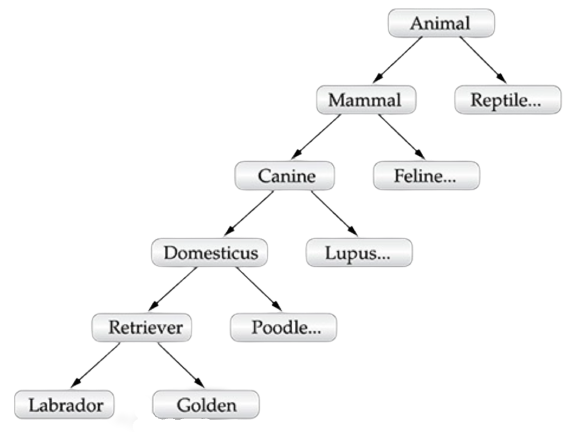 Animal
Mammal
Reptile...
Canine
Feline...
Domesticus
Lupus...
Retriever
Poodle...
Labrador
Golden